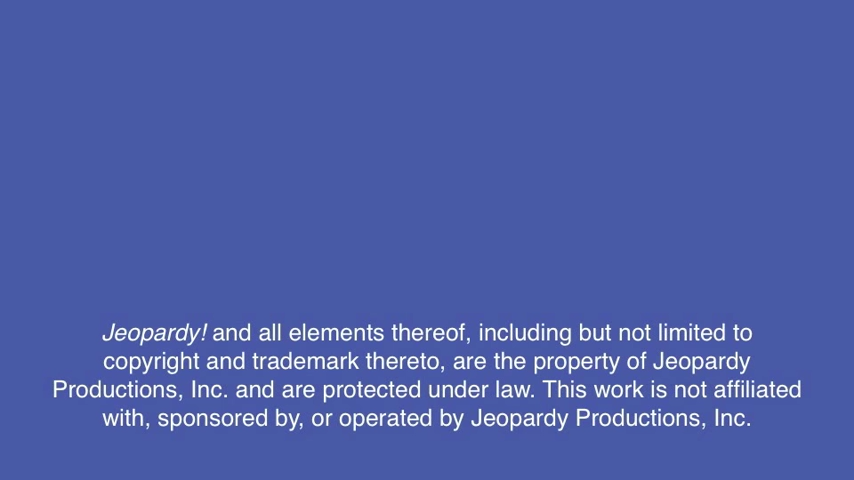 Jeopardy! and all elements thereof, including but not limited to
copyright and trademark thereto, are the property of Jeopardy
Productions, Inc. and are protected under law. This work is not affiliated
with, sponsored by, or operated by Jeopardy Productions, Inc.